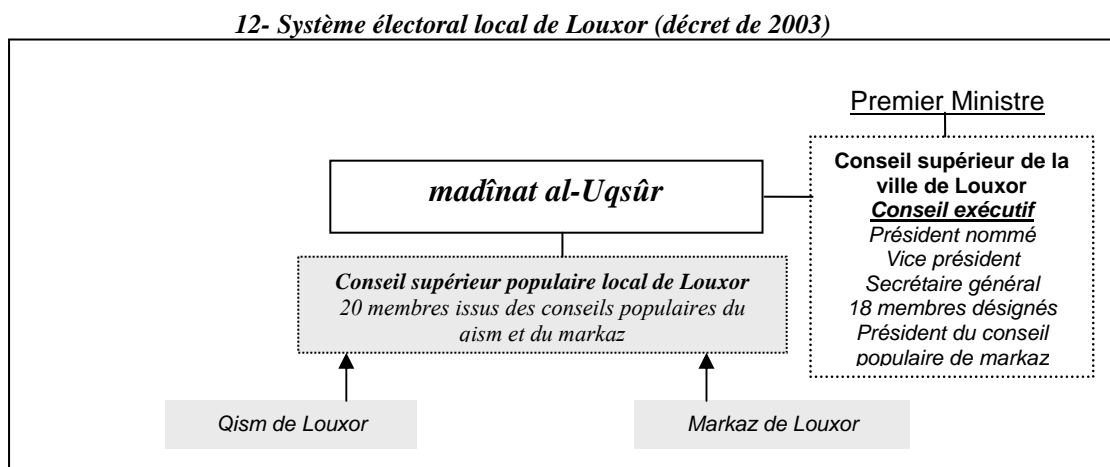 12- Système électoral local de Louxor (décret de 2003)
Premier Ministre
Conseil supérieur de la
ville de Louxor
Conseil exécutif
Président nommé
Vice président
Secrétaire général
18 membres désignés
Président du conseil
populaire de markaz
madînat al-Uqsûr
Conseil supérieur populaire local de Louxor
20 membres issus des conseils populaires du
qism et du markaz
Qism de Louxor
Markaz de Louxor